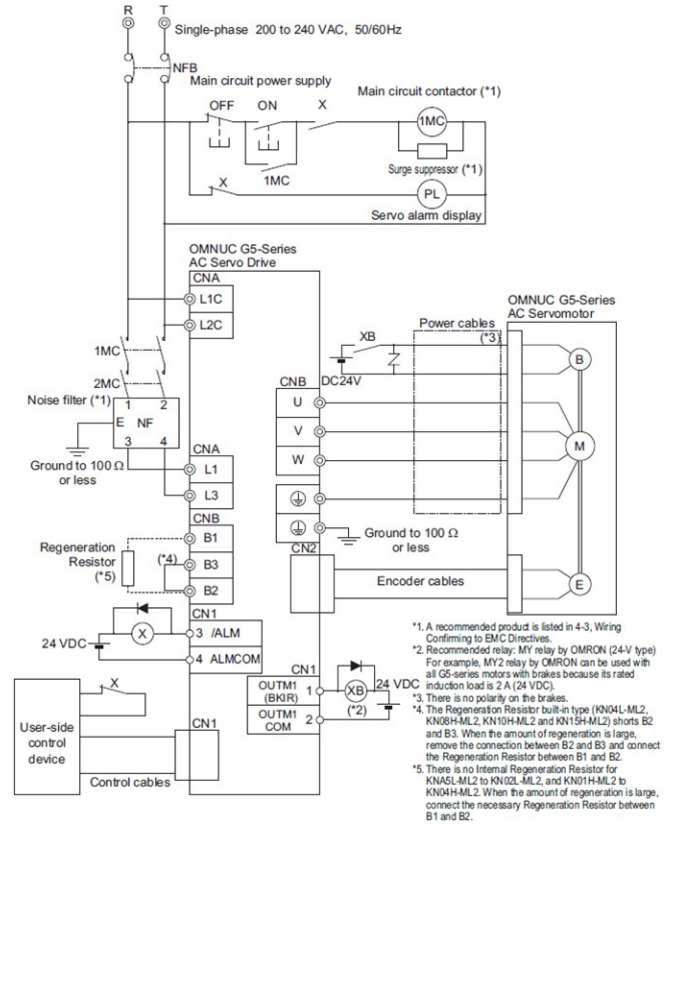 R T
Single-phase 200 to 240 VAC, 50/60Hz
NFB
Main circuit power supply
Main circuit contactor (*1)
OFF ON X
1MC
1MC
Surge suppressor (*1)
X
PL
Servo alarm display
OMNUC G5-Series
AC Servo Drive
CNA
L1C
L2C
OMNUC G5-Series
AC Servomotor
Power cables
(*3)
XB
DC24V
B
1MC
2MC
Noise filter (*1)
1 2
E NF
3 4
Ground to 100 Ω
or less
CNB
U
V
W
M
CNA
L1
L3
Ground to 100 Ω
or less
CNB
B1
B3
B2
Regeneration
Resistor
(*5)
(*4)
CN2
Encoder cables
E
CN1
3 /ALM
4 ALMCOM
X
24 VDC
CN1
OUTM1
(BKIR)
1
OUTM1
COM
2
XB
(*2)
24 VDC
X
User-side
control
device
CN1
Control cables
*1. A recommended product is listed in 4-3, Wiring
Confirming to EMC Directives.
*2. Recommended relay: MY relay by OMRON (24-V type)
For example, MY2 relay by OMRON can be used with
all G5-series motors with brakes because its rated
induction load is 2 A (24 VDC).
*3. There is no polarity on the brakes.
*4. The Regeneration Resistor built-in type (KN04L-ML2,
KN08H-ML2, KN10H-ML2 and KN15H-ML2) shorts B2
and B3. When the amount of regeneration is large,
remove the connection between B2 and B3 and connect
the Regeneration Resistor between B1 and B2.
*5. There is no Internal Regeneration Resistor for
KNA5L-ML2 to KN02L-ML2, and KN01H-ML2 to
KN04H-ML2. When the amount of regeneration is large,
connect the necessary Regeneration Resistor between
B1 and B2.